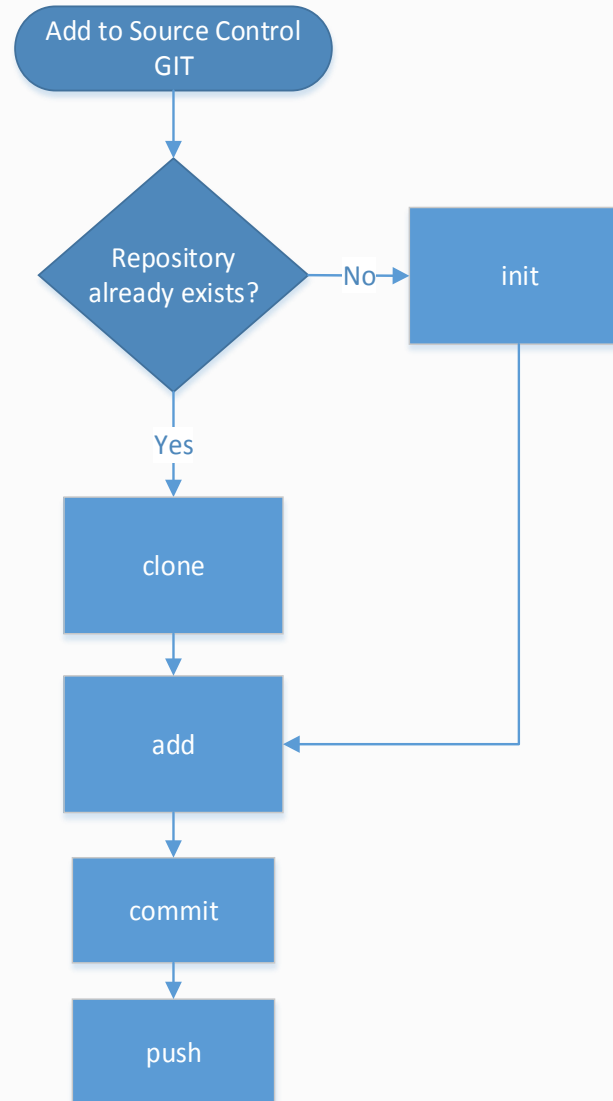 Add to Source Control
GIT
Repository
already exists?
No
init
Yes
clone
add
commit
push